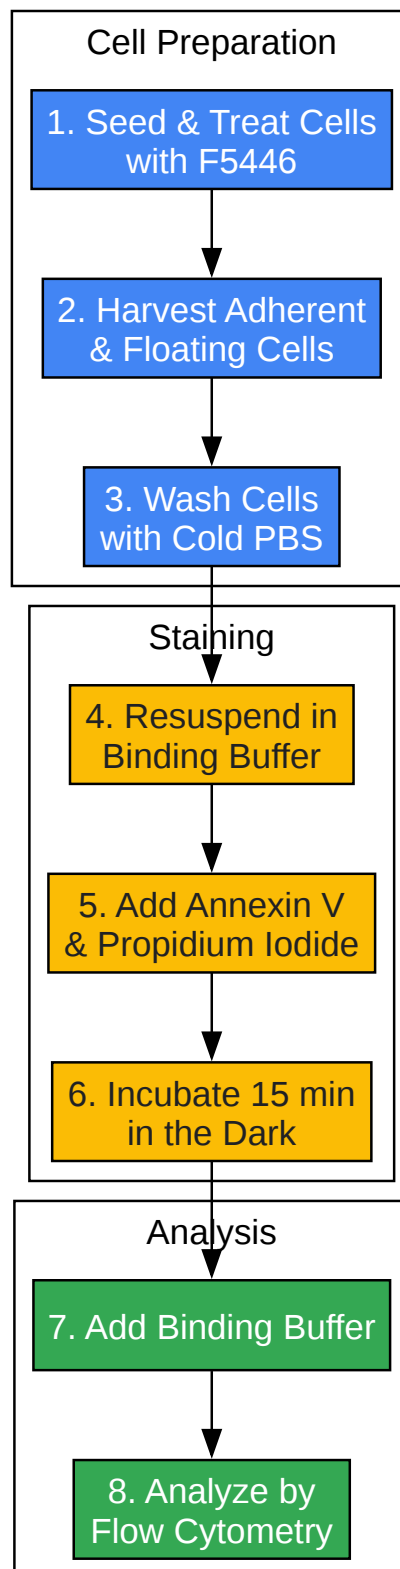 Cell Preparation
1. Seed & Treat Cells
with F5446
2. Harvest Adherent
& Floating Cells
3. Wash Cells
with Cold PBS
Staining
4. Resuspend in
Binding Buffer
5. Add Annexin V
& Propidium Iodide
6. Incubate 15 min
in the Dark
Analysis
7. Add Binding Buffer
8. Analyze by
Flow Cytometry